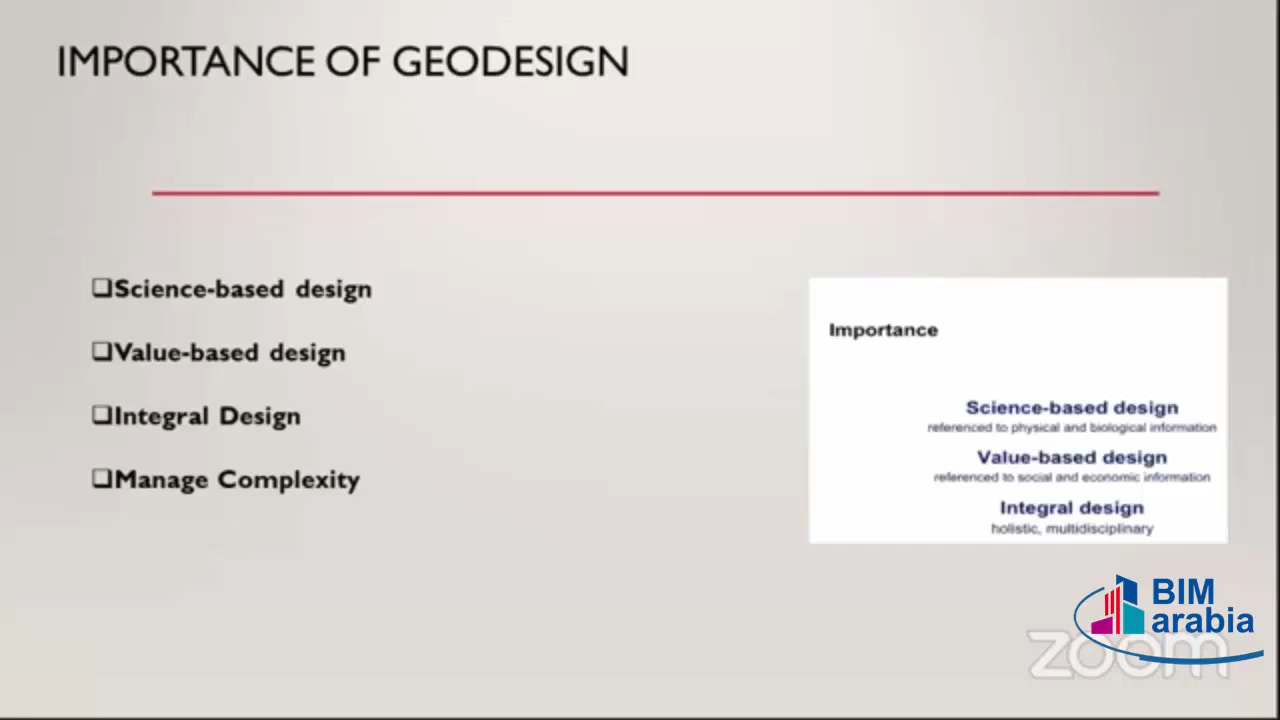 IMPORTANCE OF GEODESIGN
Science-based design
Value-based design
Integral Design
Manage Complexity
Importance
Science-based design
referenced to physical and biological information
Value-based design
referenced to social and economic information
Integral design
holistic, multidisciplinary
BIM
arabia
zoom